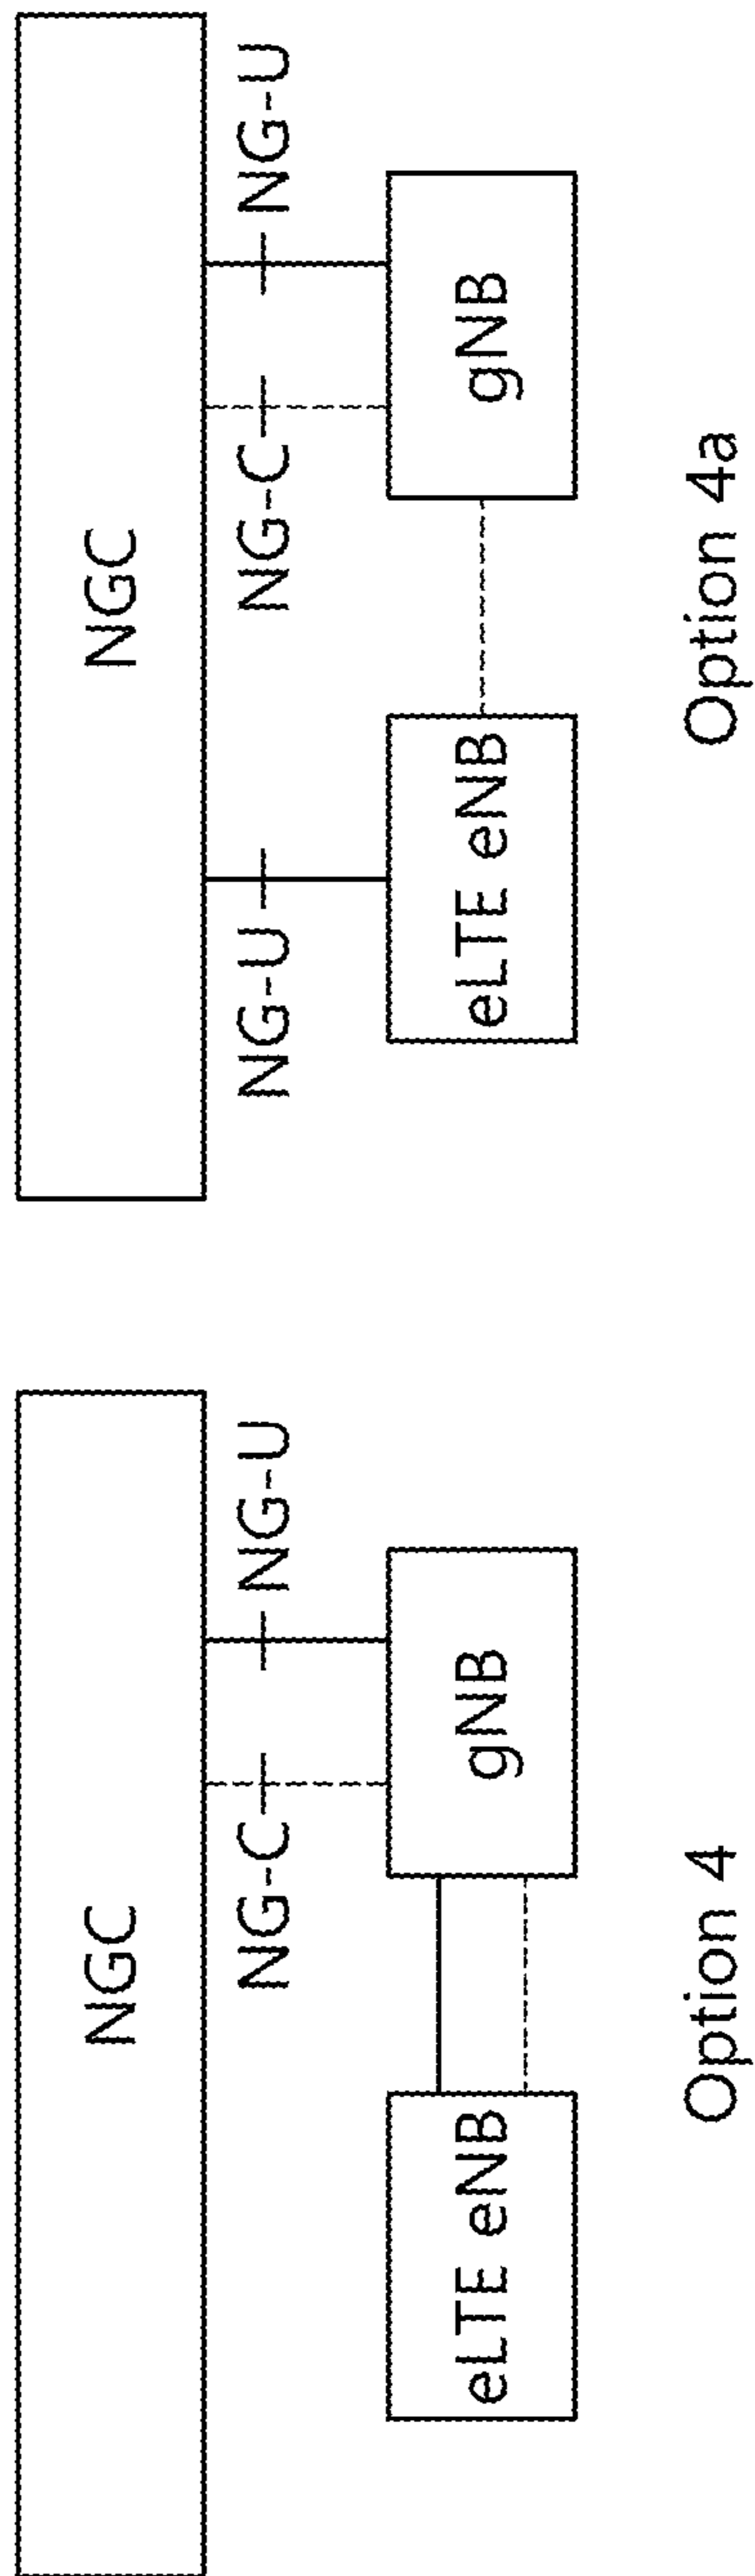 NGC
NG-C
NG-U
eLTE eNB
gNB
Option 4
NGC
NG-U
NG-C
NG-U
eLTE eNB
gNB
Option 4a